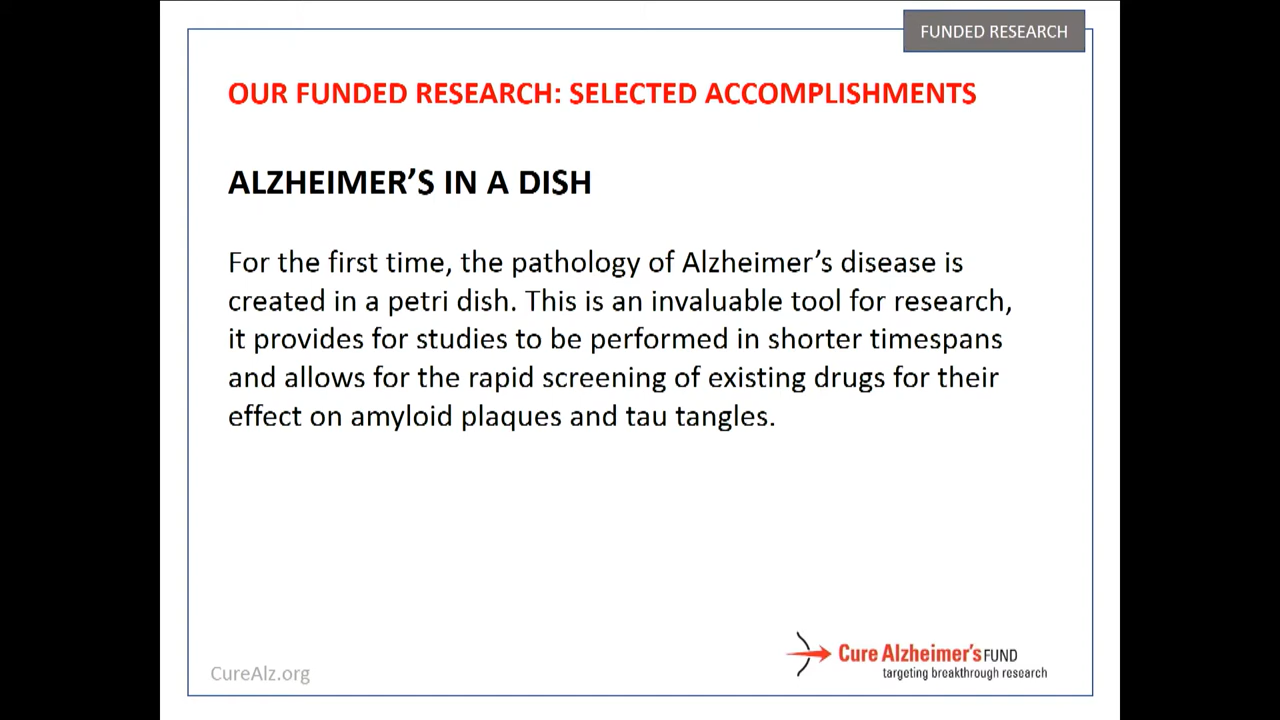 FUNDED RESEARCH
OUR FUNDED RESEARCH: SELECTED ACCOMPLISHMENTS
ALZHEIMER’S IN A DISH
For the first time, the pathology of Alzheimer’s disease is
created in a petri dish. This is an invaluable tool for research,
it provides for studies to be performed in shorter timespans
and allows for the rapid screening of existing drugs for their
effect on amyloid plaques and tau tangles.
Cure Alzheimer’s FUND
targeting breakthrough research
CureAlz.org